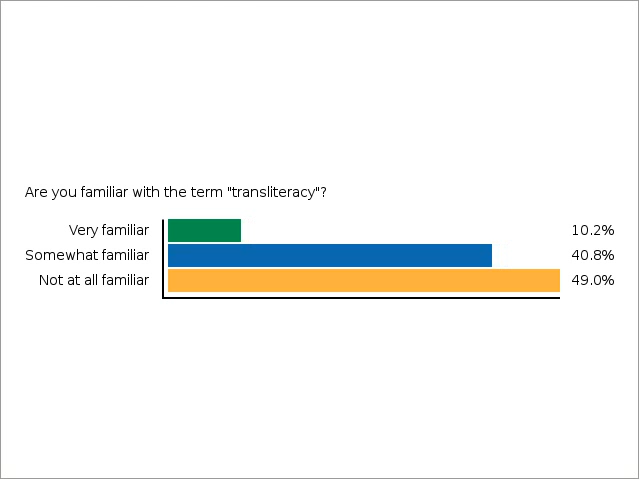 Are you familiar with the term "transliteracy"?
Very familiar 10.2%
Somewhat familiar 40.8%
Not at all familiar 49.0%